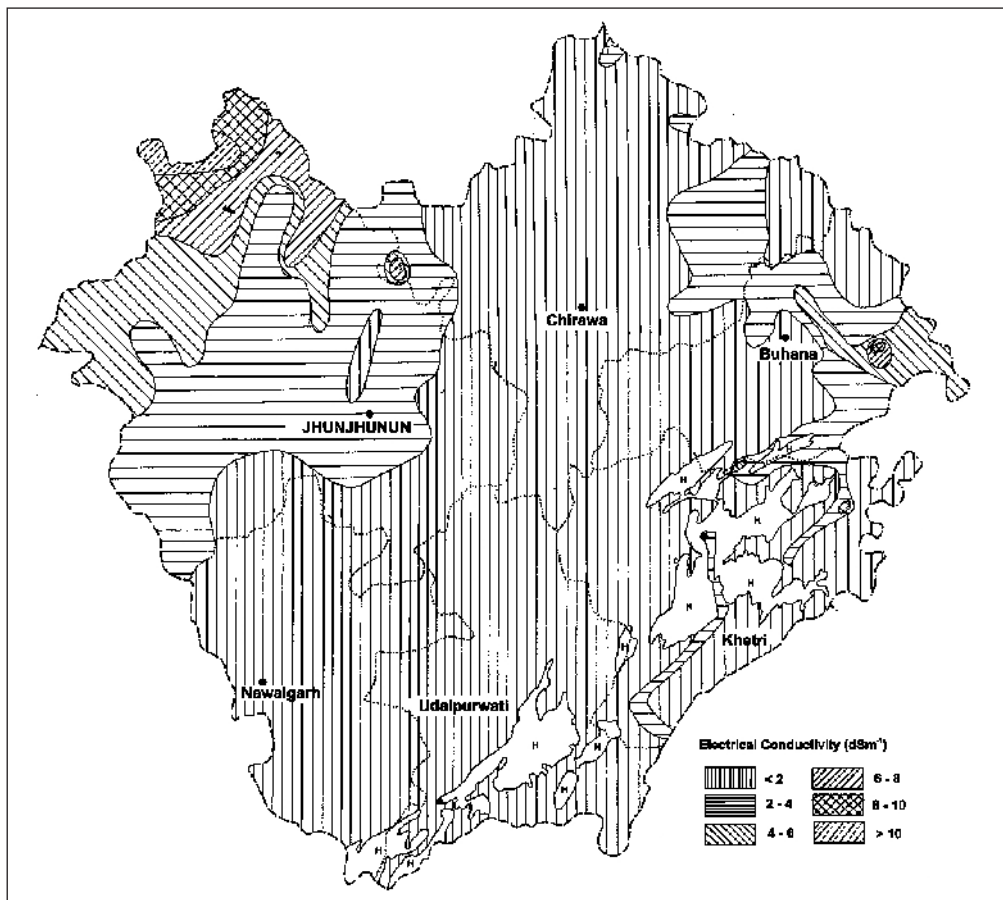 Chirawa
Buhana
JHUNJHUNUN
H
H
H
H
Khetri
H
Nawalgarh
Udaipurwati
H
H
H
H
H
Electrical Conductivity (dSm⁻¹)
< 2
6 - 8
2 - 4
8 - 10
4 - 6
> 10